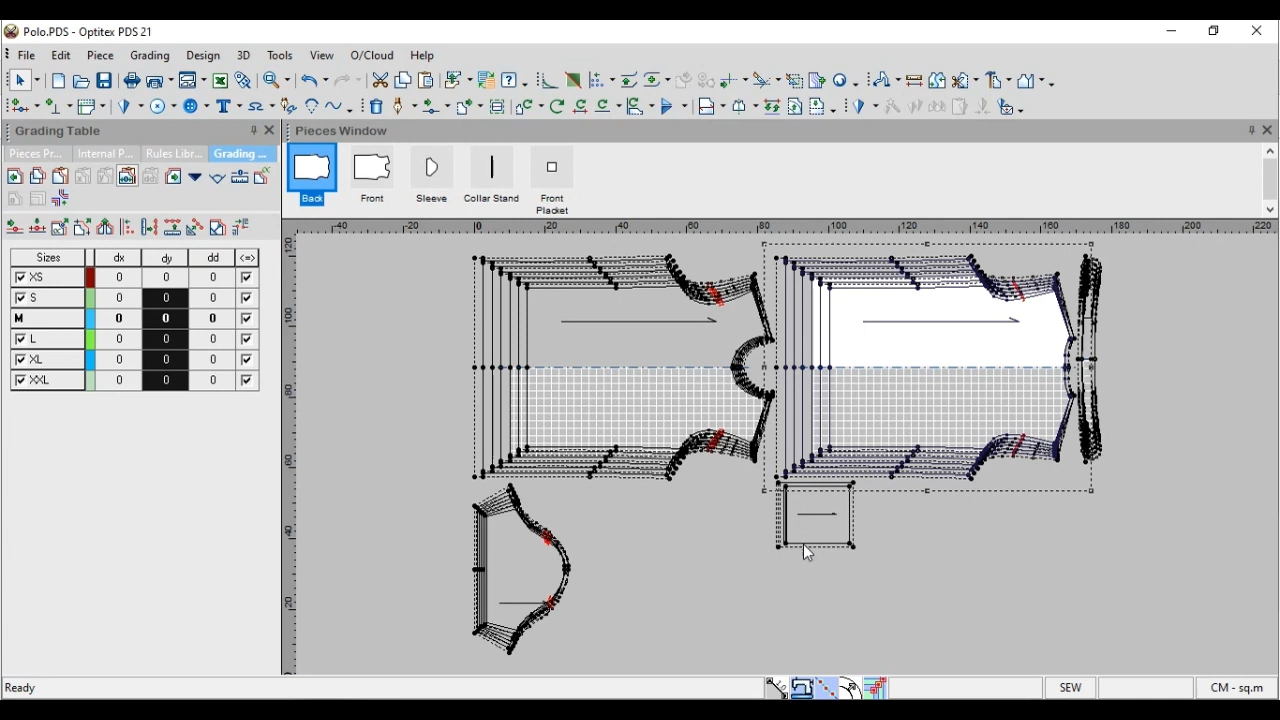 Polo.PDS - Optitex PDS 21
File Edit Piece Grading Design 3D Tools View O/Cloud Help
Grading Table
Pieces Pr... Internal P... Rules Libr... Grading ...
Sizes dx dy dd <=>
XS 0 0 0
S 0 0 0
M 0 0 0
L 0 0 0
XL 0 0 0
XXL 0 0 0
Pieces Window
Back Front Sleeve Collar Stand Front
Placket
-40 -20 0 20 40 60 80 100 120 140 160 180 200 220
120
100
80
60
40
20
0
Ready SEW CM - sq.m